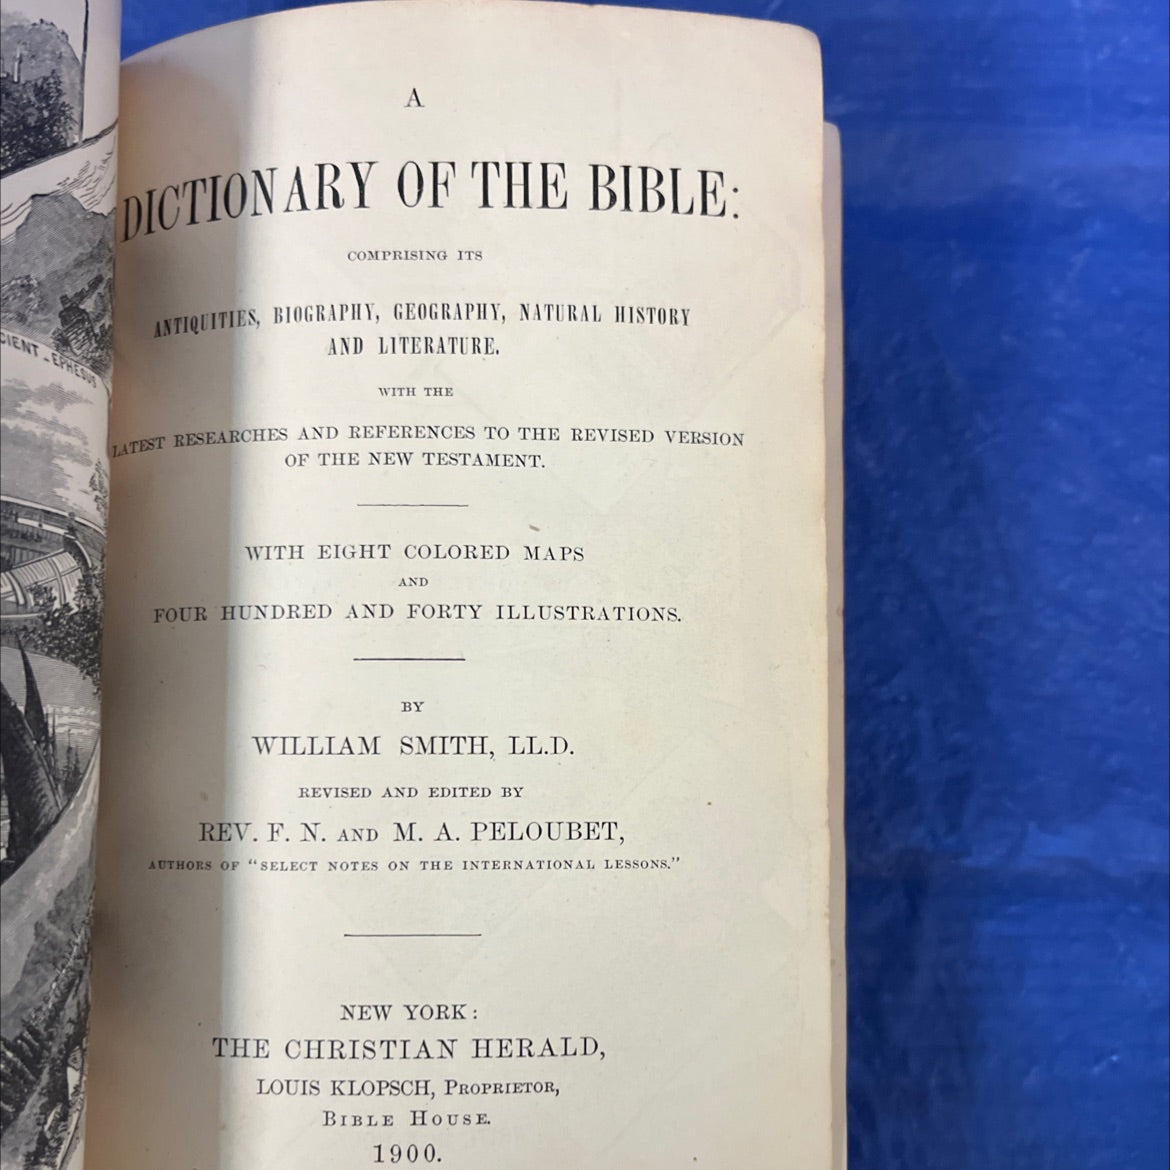 CIENT - EPHESUS
A
DICTIONARY OF THE BIBLE:
COMPRISING ITS
ANTIQUITIES, BIOGRAPHY, GEOGRAPHY, NATURAL HISTORY
AND LITERATURE.
WITH THE
LATEST RESEARCHES AND REFERENCES TO THE REVISED VERSION
OF THE NEW TESTAMENT.
WITH EIGHT COLORED MAPS
AND
FOUR HUNDRED AND FORTY ILLUSTRATIONS.
BY
WILLIAM SMITH, LL.D.
REVISED AND EDITED BY
REV. F. N. AND M. A. PELOUBET,
AUTHORS OF "SELECT NOTES ON THE INTERNATIONAL LESSONS."
NEW YORK:
THE CHRISTIAN HERALD,
LOUIS KLOPSCH, PROPRIETOR,
BIBLE HOUSE.
1900.